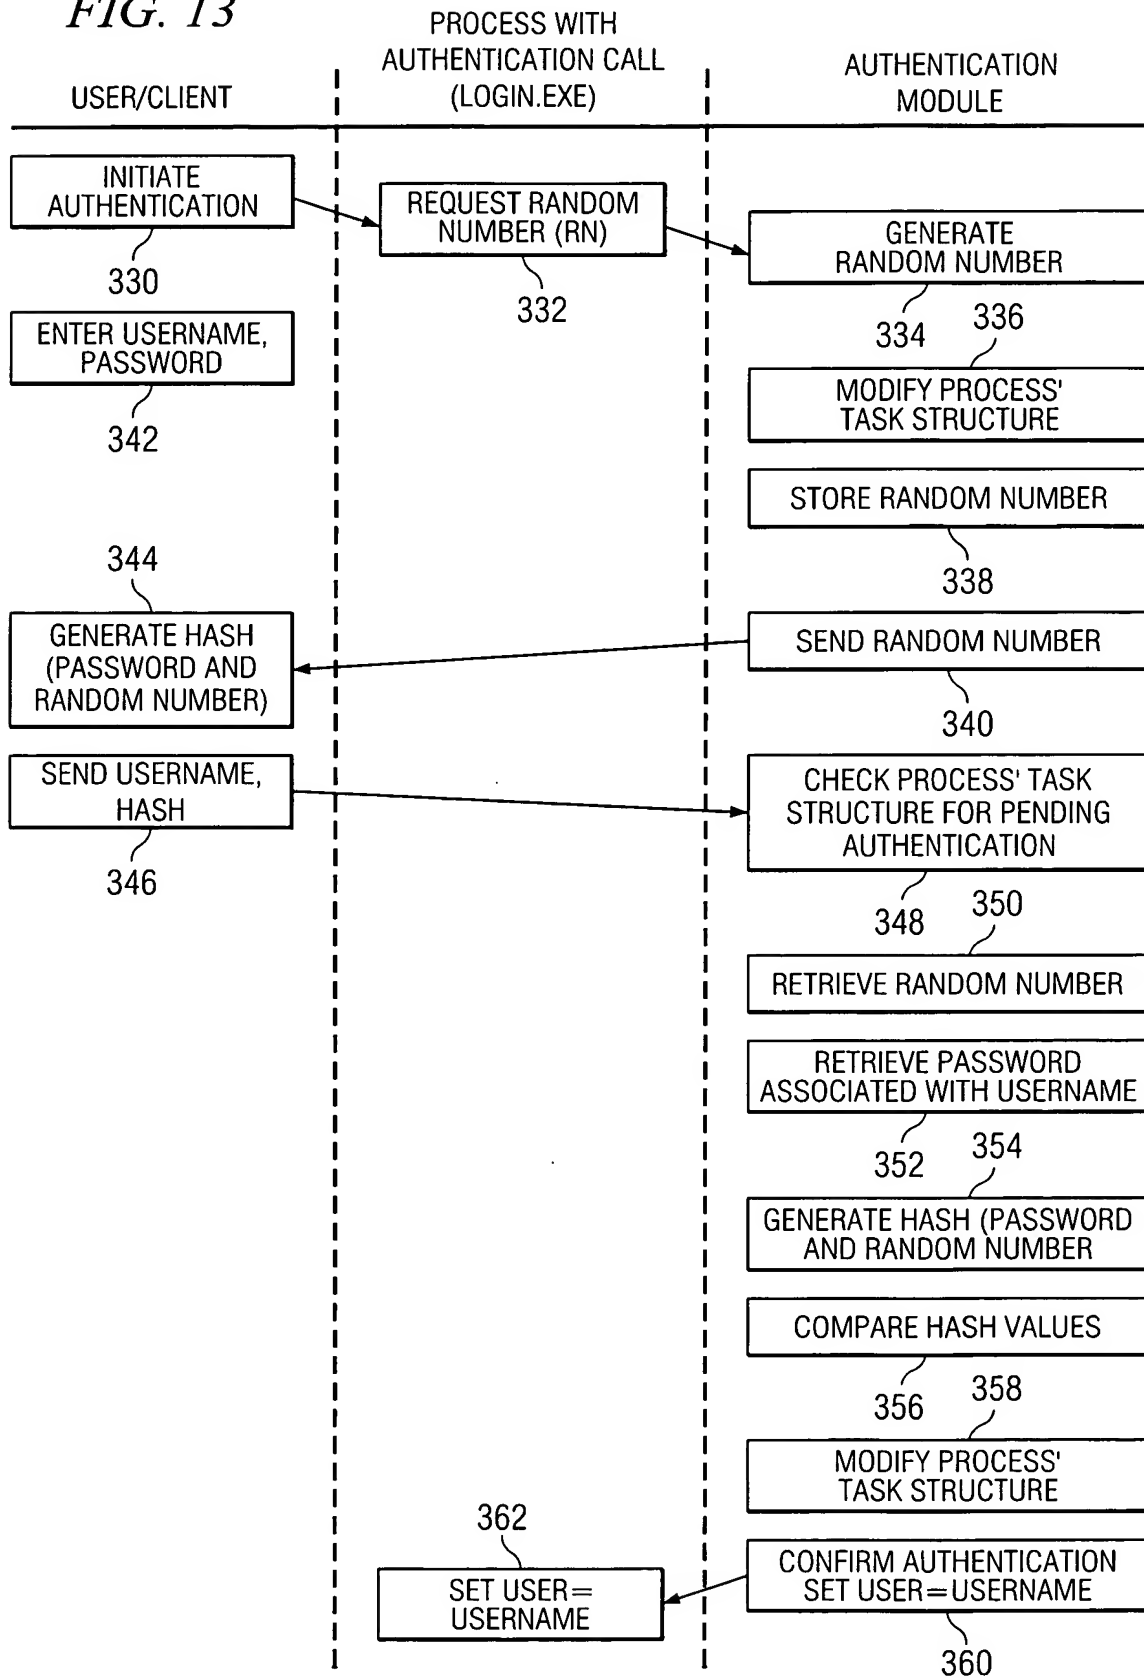 FIG. 13
USER/CLIENT
PROCESS WITH
AUTHENTICATION CALL
(LOGIN.EXE)
AUTHENTICATION
MODULE
INITIATE
AUTHENTICATION
330
REQUEST RANDOM
NUMBER (RN)
332
GENERATE
RANDOM NUMBER
334
336
ENTER USERNAME,
PASSWORD
342
MODIFY PROCESS'
TASK STRUCTURE
STORE RANDOM NUMBER
338
344
GENERATE HASH
(PASSWORD AND
RANDOM NUMBER)
SEND RANDOM NUMBER
340
SEND USERNAME,
HASH
346
CHECK PROCESS' TASK
STRUCTURE FOR PENDING
AUTHENTICATION
348
350
RETRIEVE RANDOM NUMBER
RETRIEVE PASSWORD
ASSOCIATED WITH USERNAME
352
354
GENERATE HASH (PASSWORD
AND RANDOM NUMBER
COMPARE HASH VALUES
356
358
MODIFY PROCESS'
TASK STRUCTURE
362
SET USER=
USERNAME
CONFIRM AUTHENTICATION
SET USER=USERNAME
360